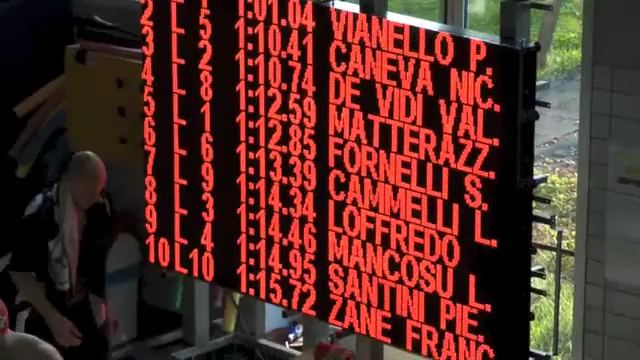 1:01.04 VIANELLO P.
2 L 5 1:10.41 CANEVA NIC.
3 L 2 1:10.74 DE VIDI VAL.
4 L 8 1:12.59 MATTERAZZ.
5 L 1 1:12.85 FORNELLI S.
6 L 6 1:13.39 CAMMELLI L.
7 L 9 1:14.34 LOFFREDO
8 L 3 1:14.46 MANCOSU L.
9 L 4 1:14.95 SANTINI PIE
10 L10 1:15.72 ZANE FRANC